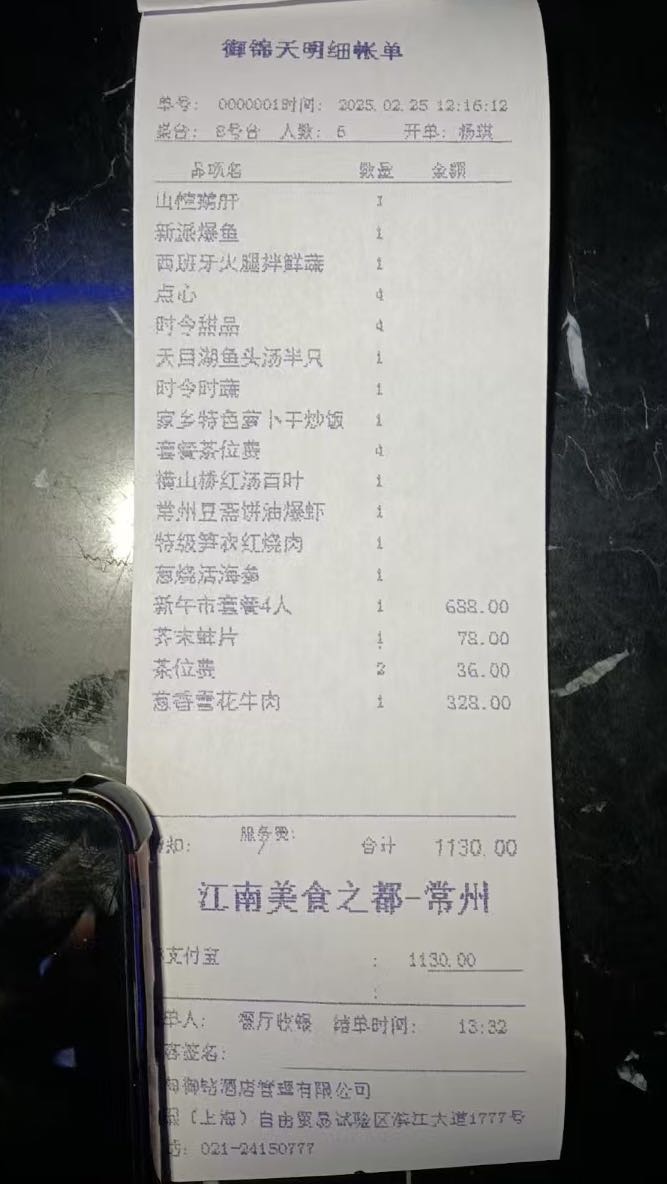 御锦天明细帐单
单号： 0000001时间： 2025.02.25 12:16:12
桌台： 8号台 人数： 6 开单：杨琪
品项名 数量 金额
山楂鹅肝 1
新派爆鱼 1
西班牙火腿拌鲜蔬 1
点心 4
时令甜品 4
天目湖鱼头汤半只 1
时令时蔬 1
家乡特色萝卜干炒饭 1
套餐茶位费 4
横山桥红汤百叶 1
常州豆斋饼油爆虾 1
特级笋衣红烧肉 1
葱烧活海参 1
新午市套餐4人 1 688.00
芥末蚌片 1 78.00
茶位费 2 36.00
葱香雪花牛肉 1 328.00
服务费:
/
合计 1130.00
江南美食之都-常州
支付宝 : 1130.00
:
单人: 餐厅收银 结单时间: 13:32
签名:
御钻酒店管理有限公司
（上海）自由贸易试验区滨江大道1777号
: 021-24150777